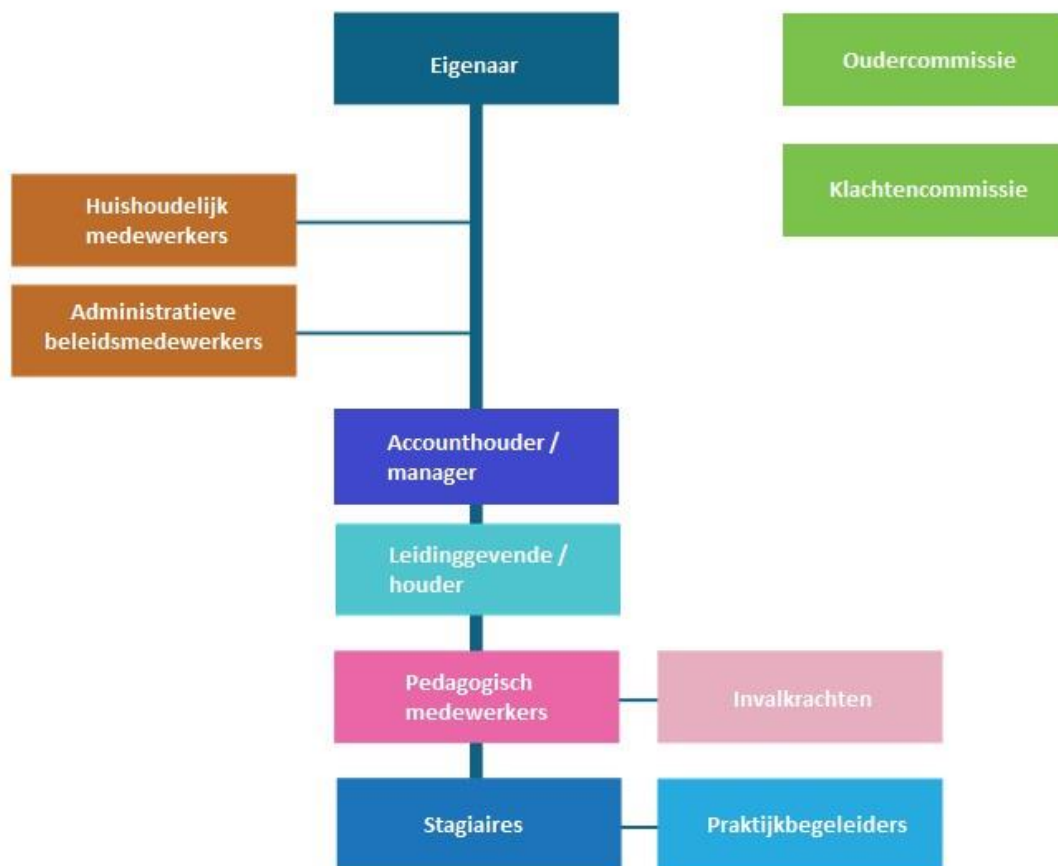 Eigenaar
Oudercommissie
Klachtencommissie
Huishoudelijk
medewerkers
Administratieve
beleidsmedewerkers
Accounthouder /
manager
Leidinggevende /
houder
Pedagogisch
medewerkers
Invalkrachten
Stagiaires
Praktijkbegeleiders